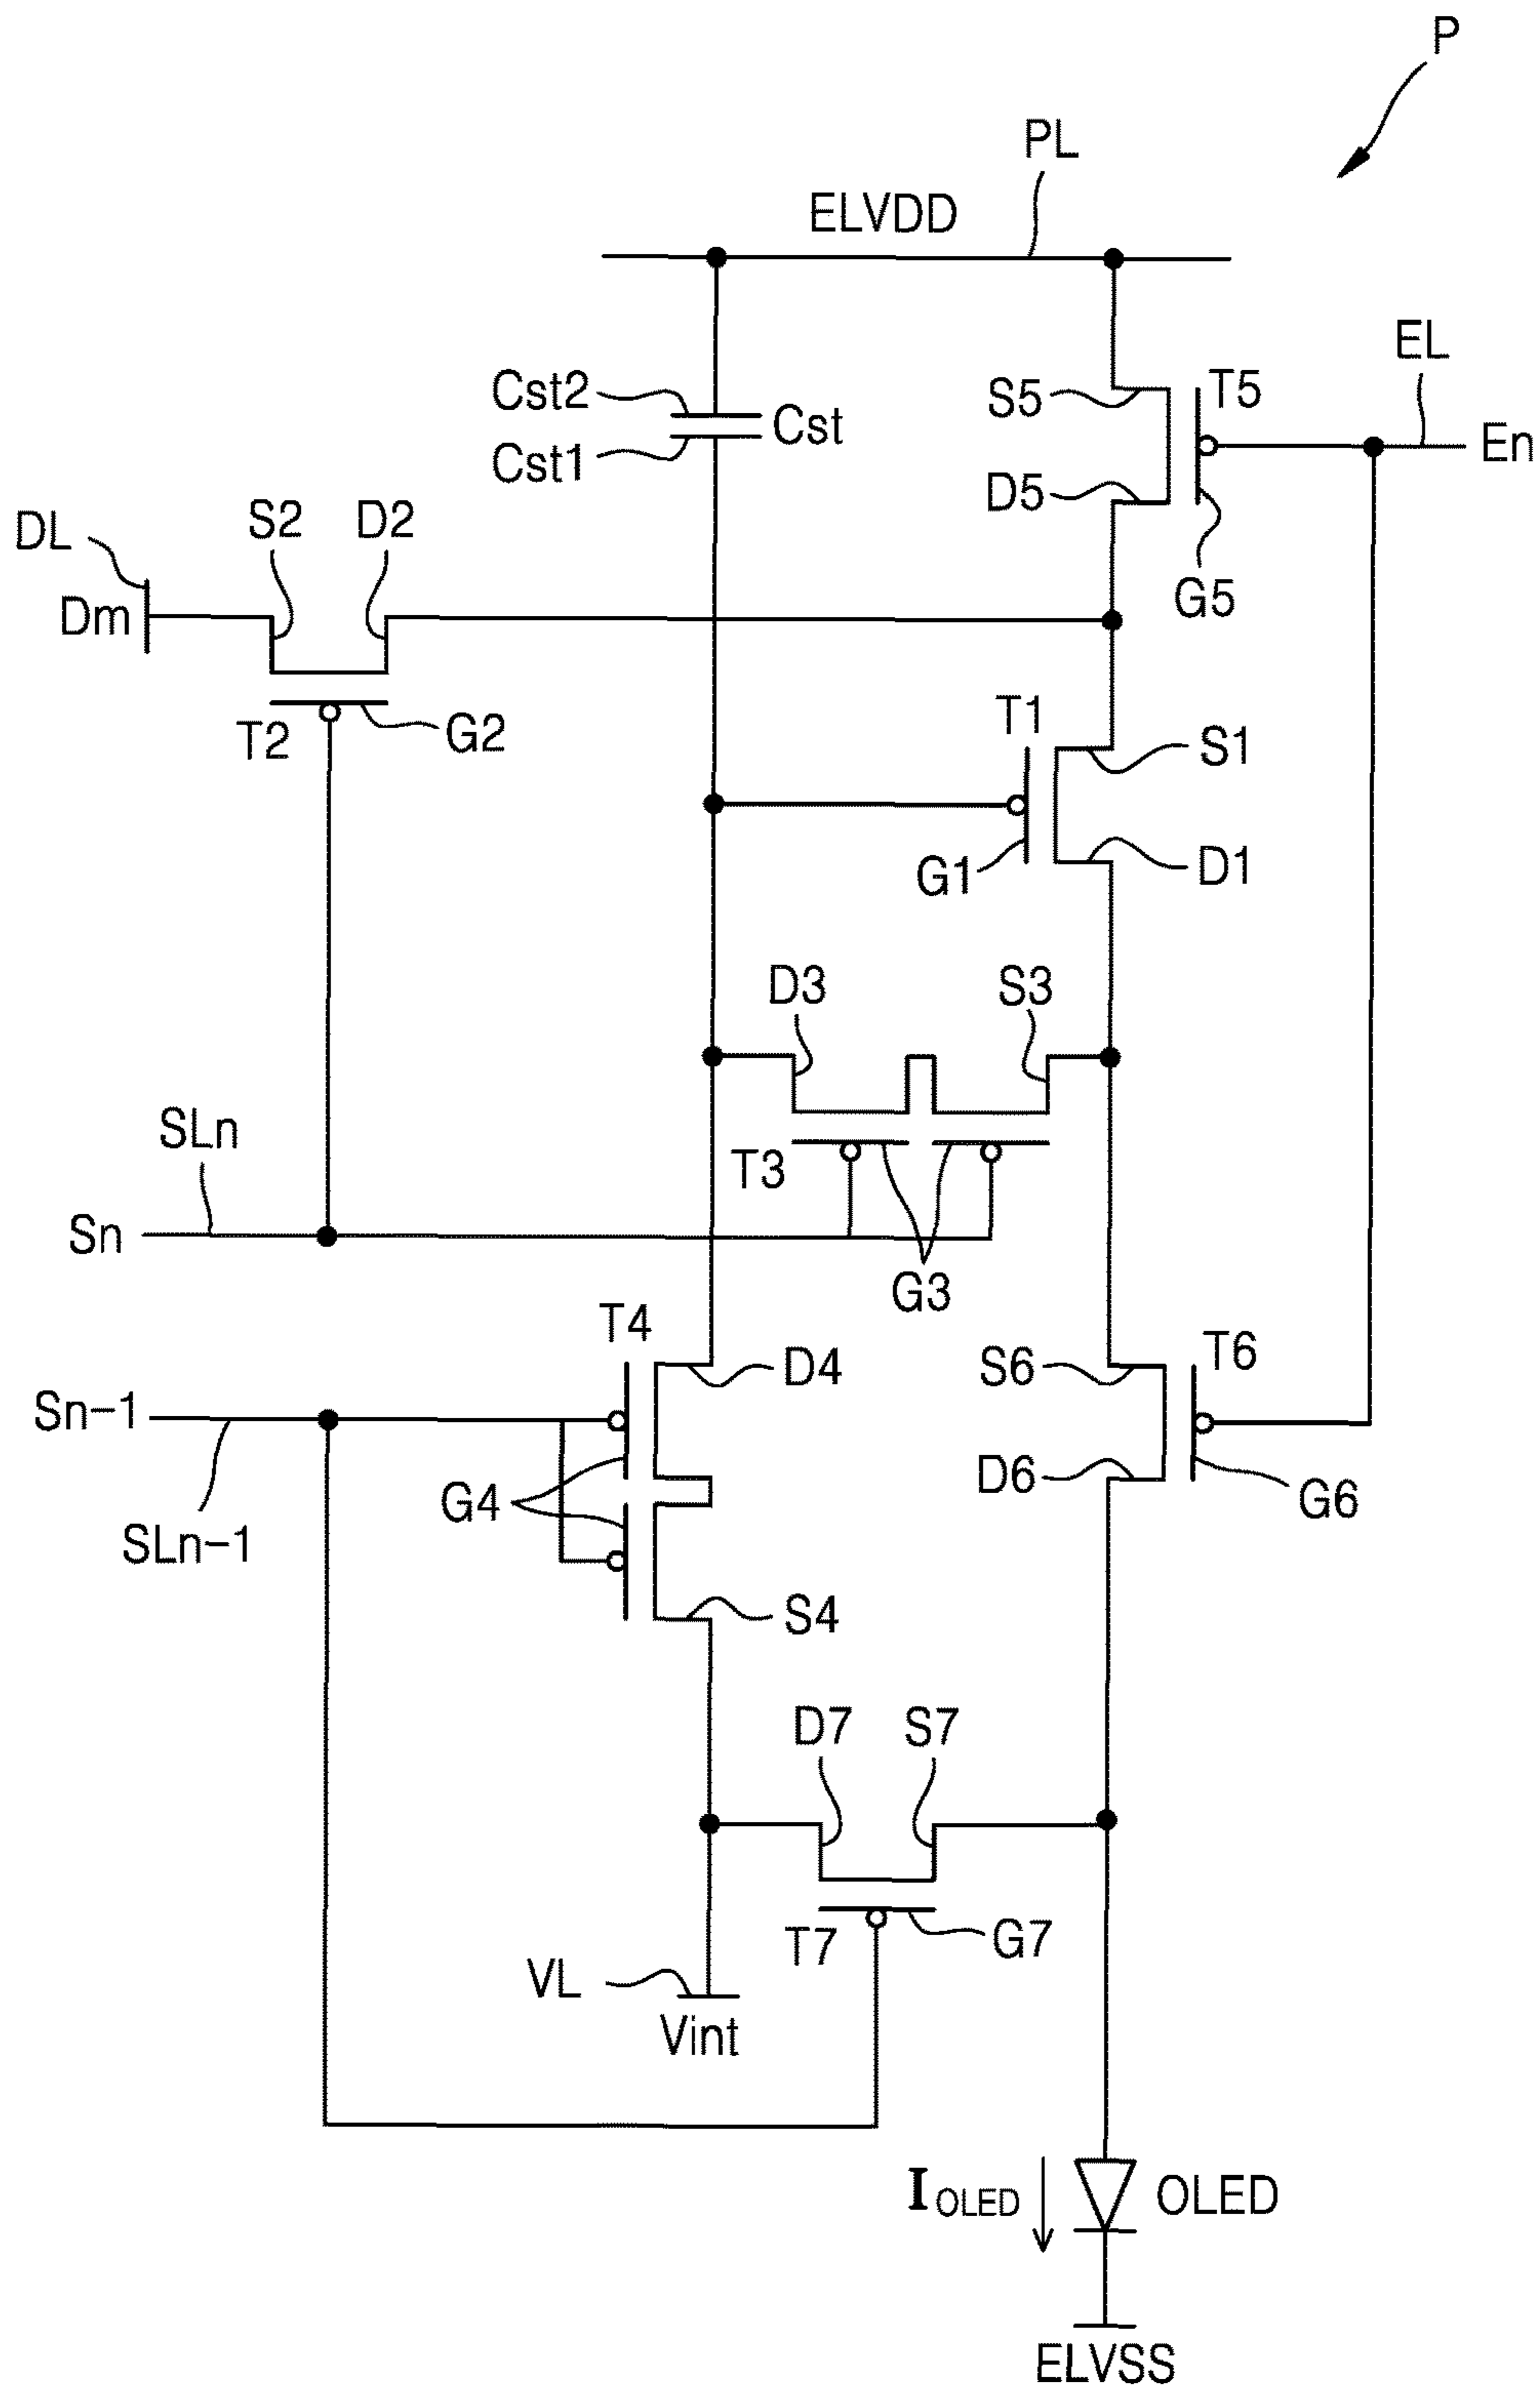 P
PL
ELVDD
EL
Cst2
S5
T5
Cst
En
Cst1
D5
S2
D2
DL
G5
Dm
T1
T2
G2
S1
G1
D1
D3
S3
SLn
T3
Sn
G3
T4
D4
S6
T6
Sn-1
D6
G4
G6
SLn-1
S4
D7
S7
T7
G7
VL
Vint
IOLED
OLED
ELVSS